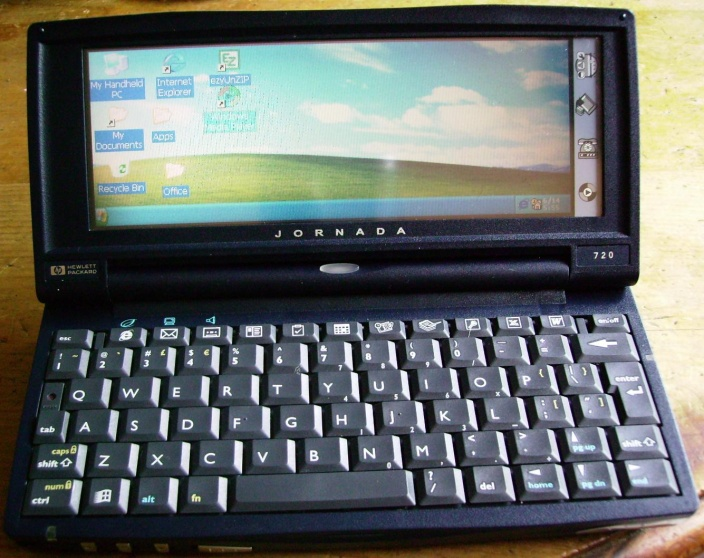 My Handheld PC
Internet Explorer
ezyUnZIP
My Documents
Apps
Recycle Bin
Office
JORNADA
hp HEWLETT PACKARD
720
esc
on/off
! 1 ~ @ 2 # 3 £ $ 4 € % 5 ^ 6 & 7 * 8 ( 9 ) 0 - =
Q W E R T Y U I O P enter
tab A S D F G H J K L
caps shift Z X C V B N M pg up shift
num ctrl alt fn ? / del home pg dn end